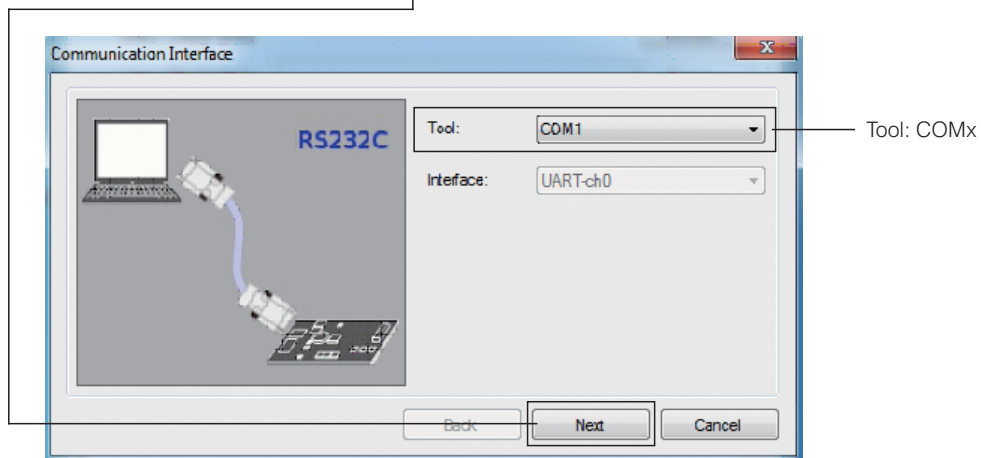 Communication Interface
RS232C
Tool: COM1
Tool: COMx
Interface: UART-ch0
Back Next Cancel